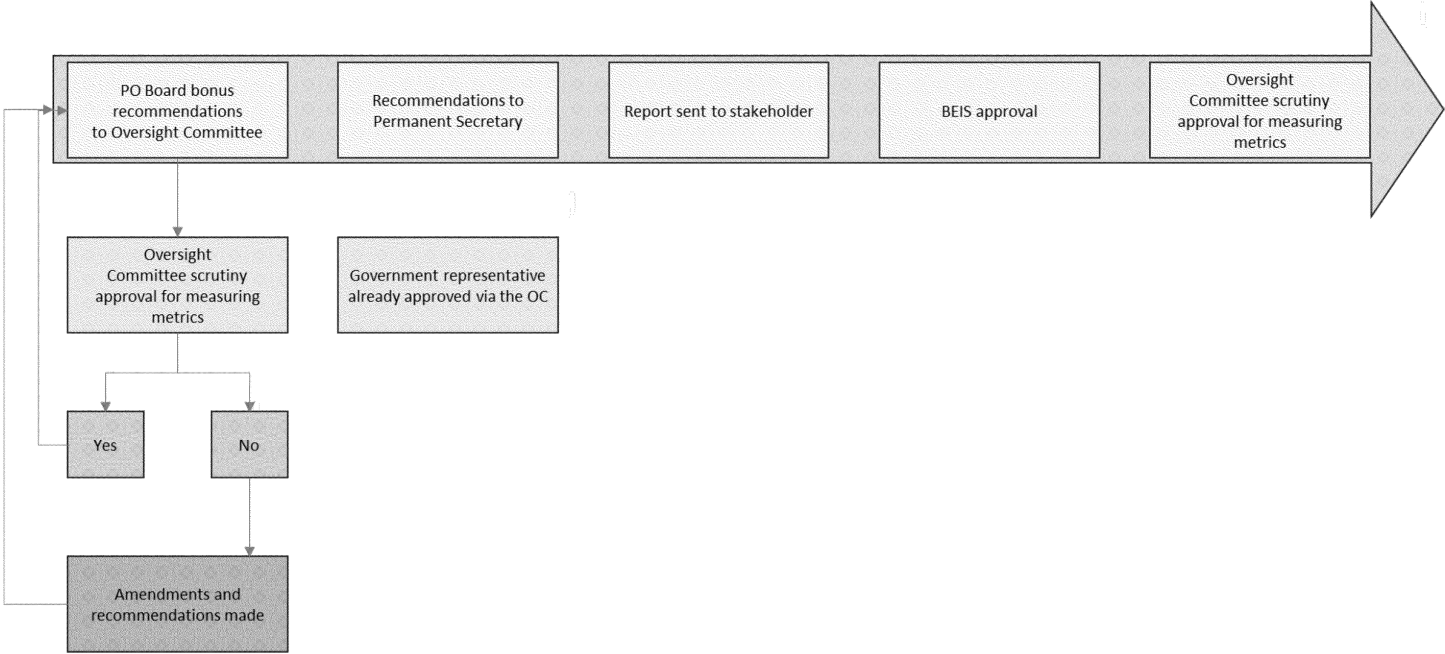 PO Board bonus
recommendations
to Oversight Committee
Recommendations to
Permanent Secretary
Report sent to stakeholder
BEIS approval
Oversight
Committee scrutiny
approval for measuring
metrics
Oversight
Committee scrutiny
approval for measuring
metrics
Government representative
already approved via the OC
Yes
No
Amendments and
recommendations made